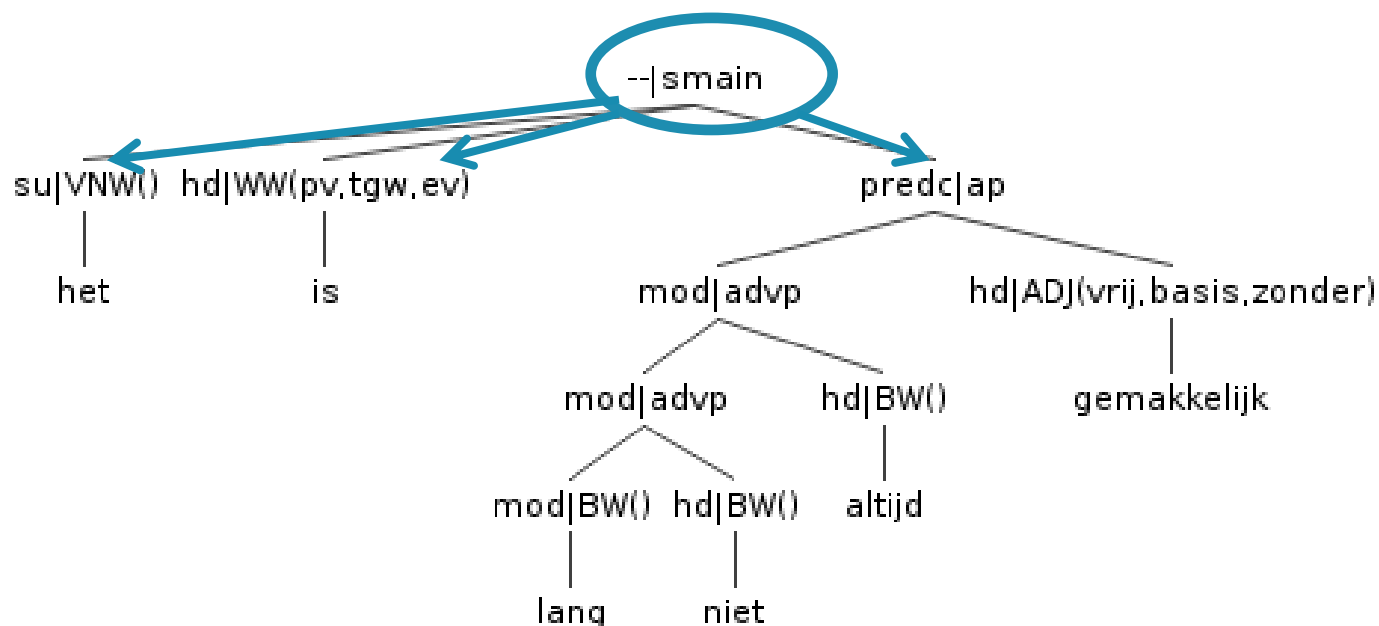 --|smain
su|VNW() hd|WW(pv,tgw,ev) predc|ap
het is mod|advp hd|ADJ(vrij,basis,zonder)
mod|advp hd|BW() gemakkelijk
mod|BW() hd|BW() altijd
lang niet